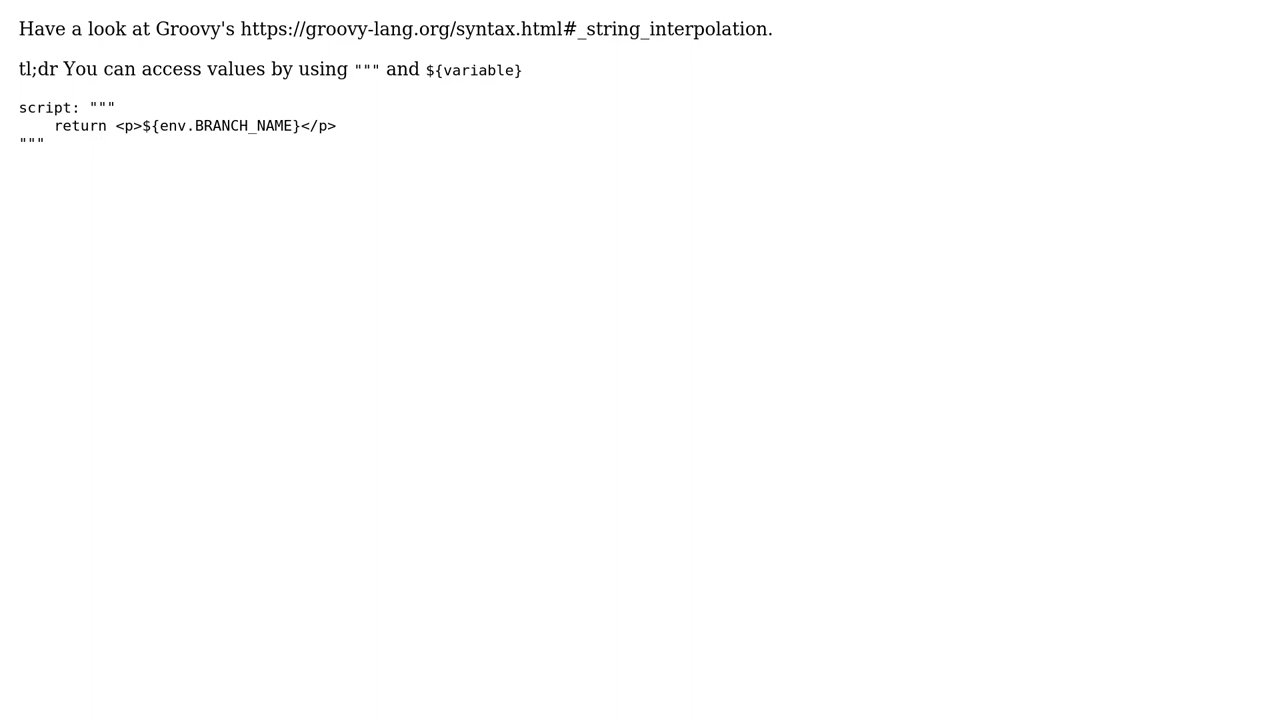 Have a look at Groovy's https://groovy-lang.org/syntax.html#_string_interpolation.
tl;dr You can access values by using """ and ${variable}
script: """
    return <p>${env.BRANCH_NAME}</p>
"""